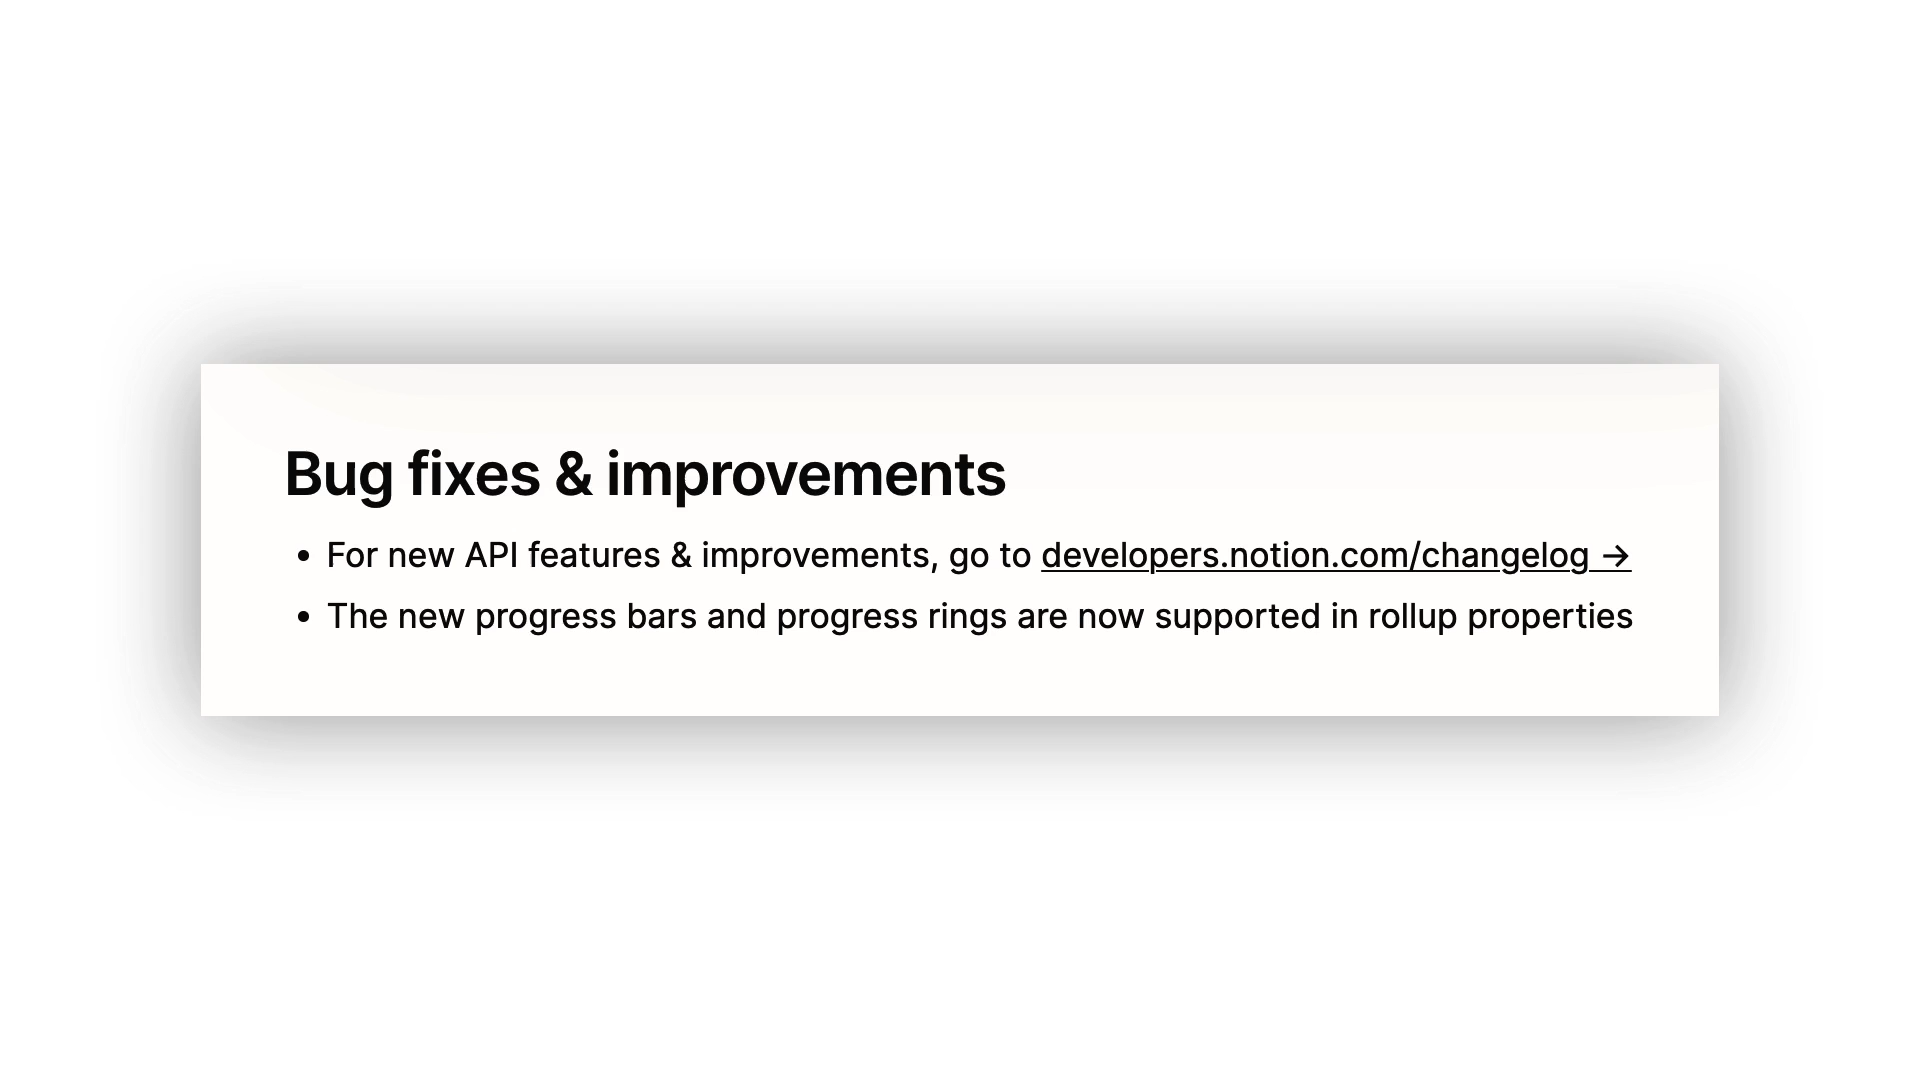 Bug fixes & improvements
• For new API features & improvements, go to developers.notion.com/changelog →
• The new progress bars and progress rings are now supported in rollup properties